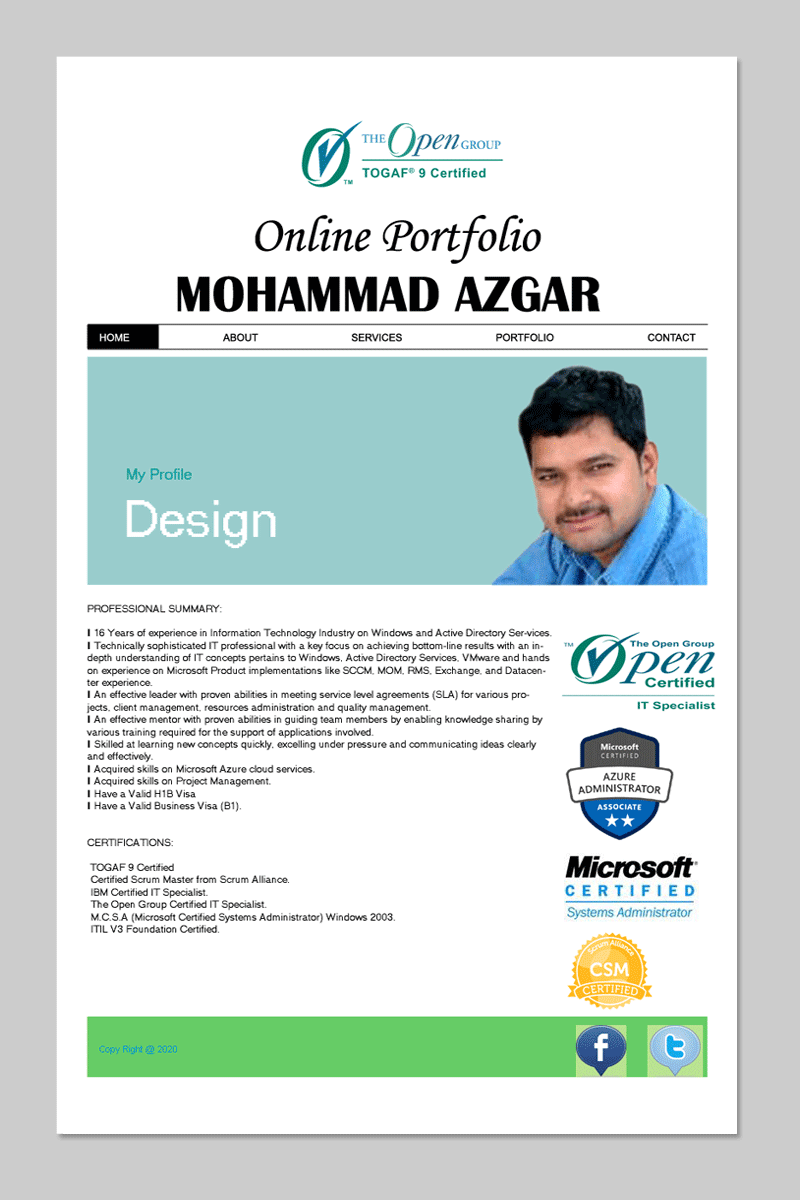 THE Open GROUP
TOGAF® 9 Certified
TM
Online Portfolio
MOHAMMAD AZGAR
HOME ABOUT SERVICES PORTFOLIO CONTACT
My Profile
Design
PROFESSIONAL SUMMARY:
I 16 Years of experience in Information Technology Industry on Windows and Active Directory Ser-vices.
I Technically sophisticated IT professional with a key focus on achieving bottom-line results with an in-
depth understanding of IT concepts pertains to Windows, Active Directory Services, VMware and hands
on experience on Microsoft Product implementations like SCCM, MOM, RMS, Exchange, and Datacen-
ter experience.
I An effective leader with proven abilities in meeting service level agreements (SLA) for various pro-
jects, client management, resources administration and quality management.
I An effective mentor with proven abilities in guiding team members by enabling knowledge sharing by
various training required for the support of applications involved.
I Skilled at learning new concepts quickly, excelling under pressure and communicating ideas clearly
and effectively.
I Acquired skills on Microsoft Azure cloud services.
I Acquired skills on Project Management.
I Have a Valid H1B Visa
I Have a Valid Business Visa (B1).
CERTIFICATIONS:
TOGAF 9 Certified
Certified Scrum Master from Scrum Alliance.
IBM Certified IT Specialist.
The Open Group Certified IT Specialist.
M.C.S.A (Microsoft Certified Systems Administrator) Windows 2003.
ITIL V3 Foundation Certified.
TM
The Open Group
Open
Certified
IT Specialist
Microsoft
CERTIFIED
AZURE
ADMINISTRATOR
ASSOCIATE
Microsoft®
CERTIFIED
Systems Administrator
Scrum Alliance
CSM
CERTIFIED
Copy Right @ 2020
f t